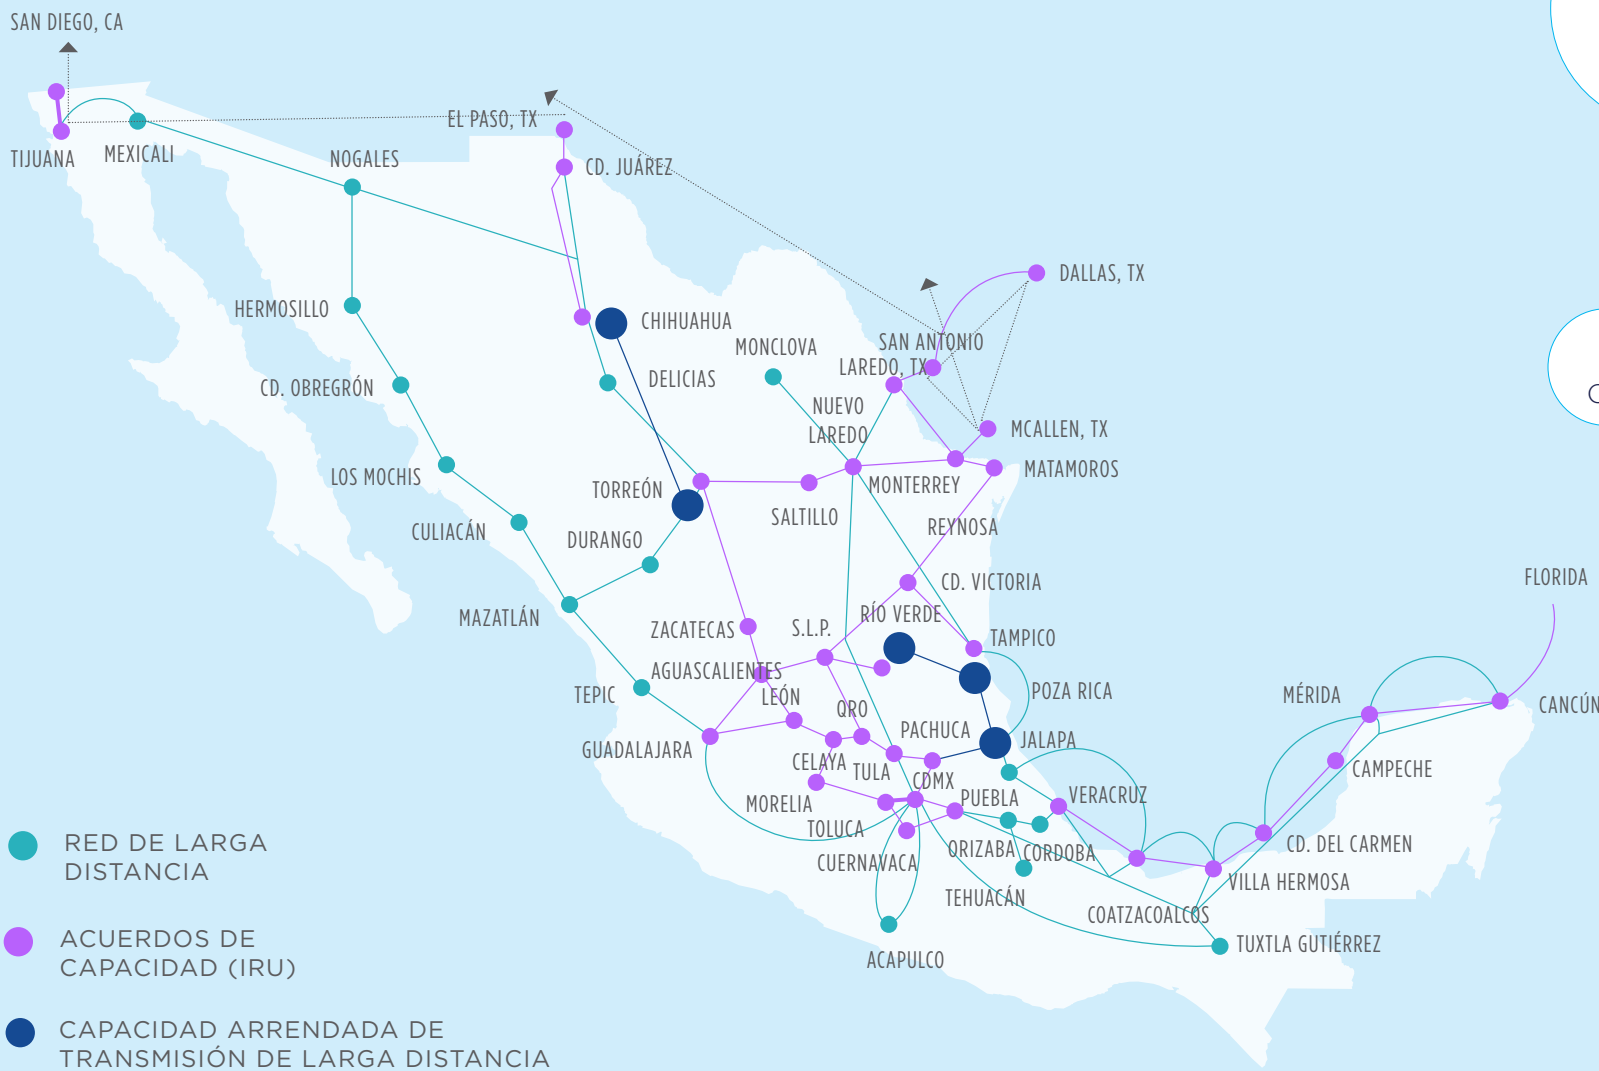 SAN DIEGO, CA
EL PASO, TX
TIJUANA
MEXICALI
NOGALES
CD. JUÁREZ
DALLAS, TX
HERMOSILLO
CHIHUAHUA
MONCLOVA
SAN ANTONIO
LAREDO, TX
CD. OBREGRÓN
DELICIAS
NUEVO
LAREDO
MCALLEN, TX
LOS MOCHIS
TORREÓN
MONTERREY
MATAMOROS
SALTILLO
CULIACÁN
DURANGO
REYNOSA
FLORIDA
CD. VICTORIA
MAZATLÁN
ZACATECAS
S.L.P.
RÍO VERDE
TAMPICO
AGUASCALIENTES
TEPIC
LEÓN
QRO
POZA RICA
MÉRIDA
CANCÚN
GUADALAJARA
PACHUCA
JALAPA
CELAYA
TULA
CDMX
CAMPECHE
MORELIA
PUEBLA
VERACRUZ
TOLUCA
CUERNAVACA
ORIZABA
CORDOBA
CD. DEL CARMEN
TEHUACÁN
VILLA HERMOSA
COATZACOALCOS
TUXTLA GUTIÉRREZ
ACAPULCO
RED DE LARGA
DISTANCIA
ACUERDOS DE
CAPACIDAD (IRU)
CAPACIDAD ARRENDADA DE
TRANSMISIÓN DE LARGA DISTANCIA